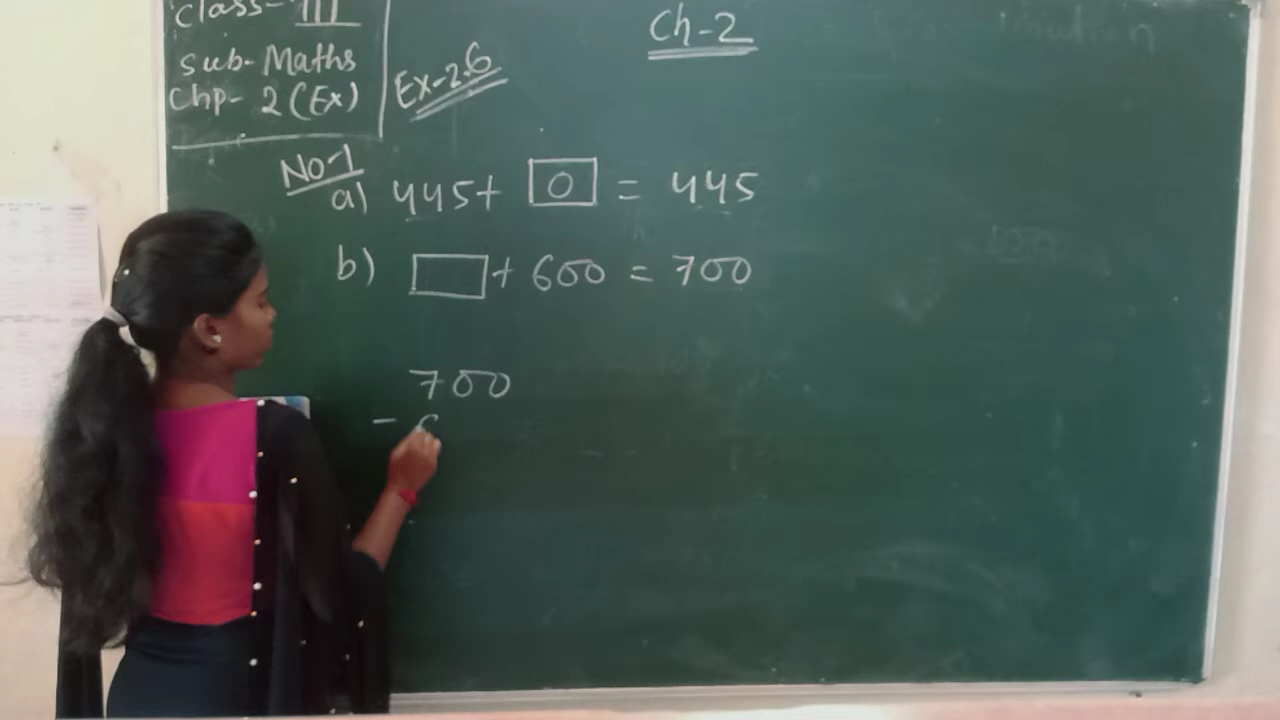 Class- III
Sub- Maths
Chp- 2 (Ex)
Ch-2
Ex-2.6
No-1
a) 445+ 0 = 445
b) + 600 = 700
700
- 6